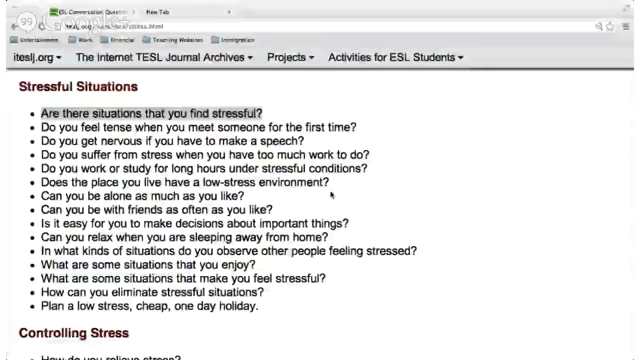 ESL Conversation Question
New Tab
Google+
Entertainment Work Financial Teaching Websites Immigration
iteslj.org The Internet TESL Journal Archives Projects Activities for ESL Students
Stressful Situations
Are there situations that you find stressful?
Do you feel tense when you meet someone for the first time?
Do you get nervous if you have to make a speech?
Do you suffer from stress when you have too much work to do?
Do you work or study for long hours under stressful conditions?
Does the place you live have a low-stress environment?
Can you be alone as much as you like?
Can you be with friends as often as you like?
Is it easy for you to make decisions about important things?
Can you relax when you are sleeping away from home?
In what kinds of situations do you observe other people feeling stressed?
What are some situations that you enjoy?
What are some situations that make you feel stressful?
How can you eliminate stressful situations?
Plan a low stress, cheap, one day holiday.
Controlling Stress
How do you relieve stress?